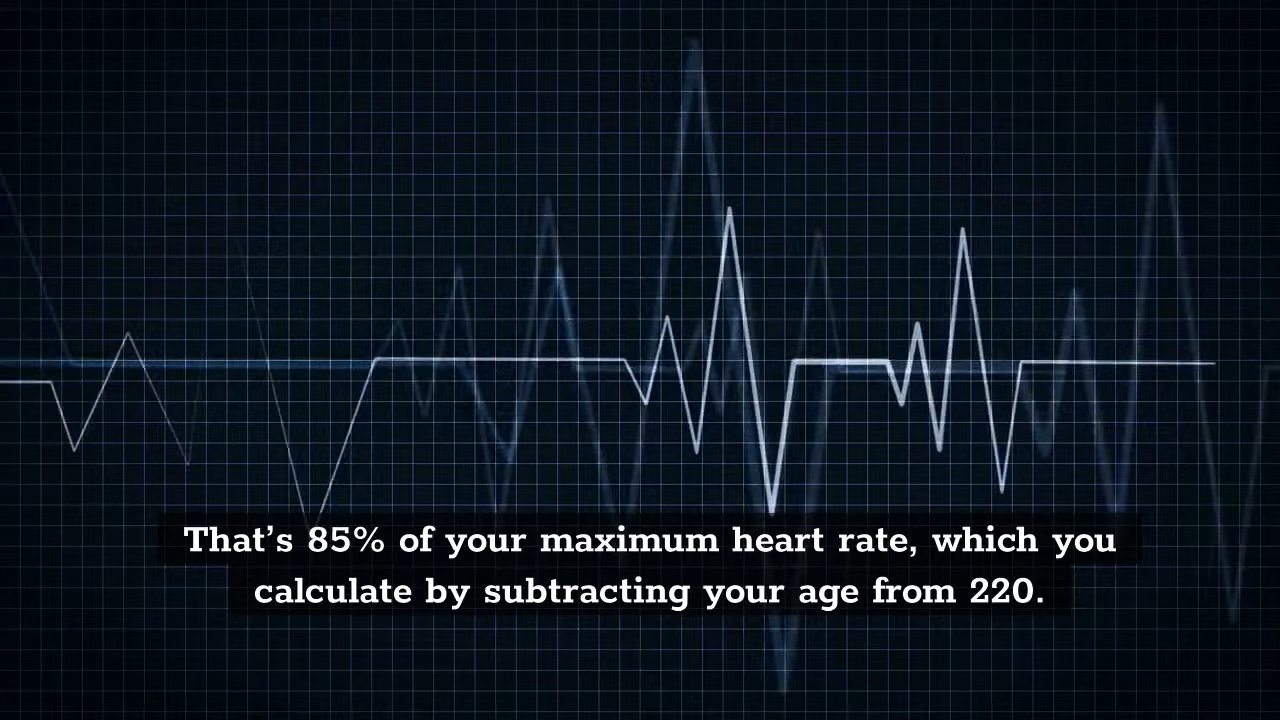 That’s 85% of your maximum heart rate, which you
calculate by subtracting your age from 220.